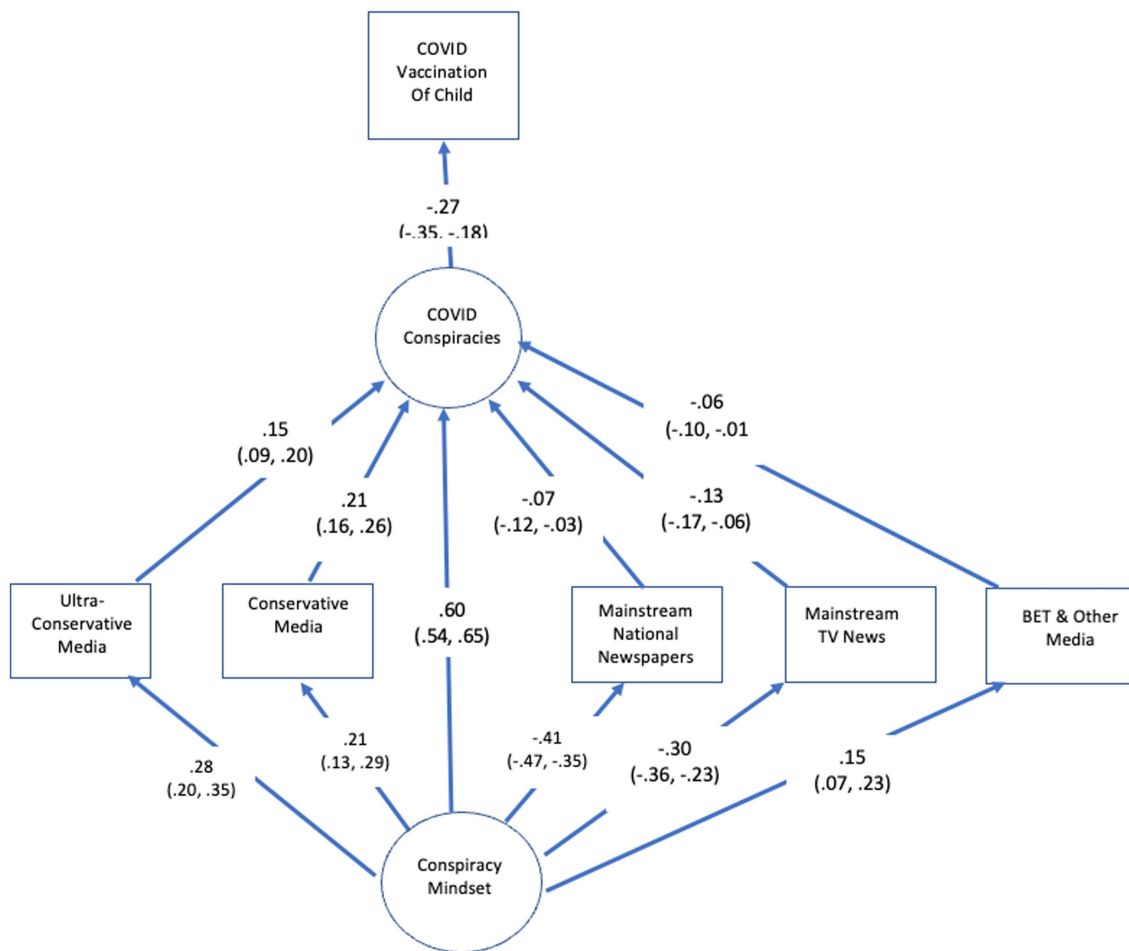 COVID
Vaccination
Of Child
-.27
(-.35, -.18)
COVID
Conspiracies
-.06
(-.10, -.01
.15
(.09, .20)
.21
(.16, .26)
-.07
(-.12, -.03)
-.13
(-.17, -.06)
Ultra-
Conservative
Media
Conservative
Media
.60
(.54, .65)
Mainstream
National
Newspapers
Mainstream
TV News
BET & Other
Media
.28
(.20, .35)
.21
(.13, .29)
-.41
(-.47, -.35)
-.30
(-.36, -.23)
.15
(.07, .23)
Conspiracy
Mindset